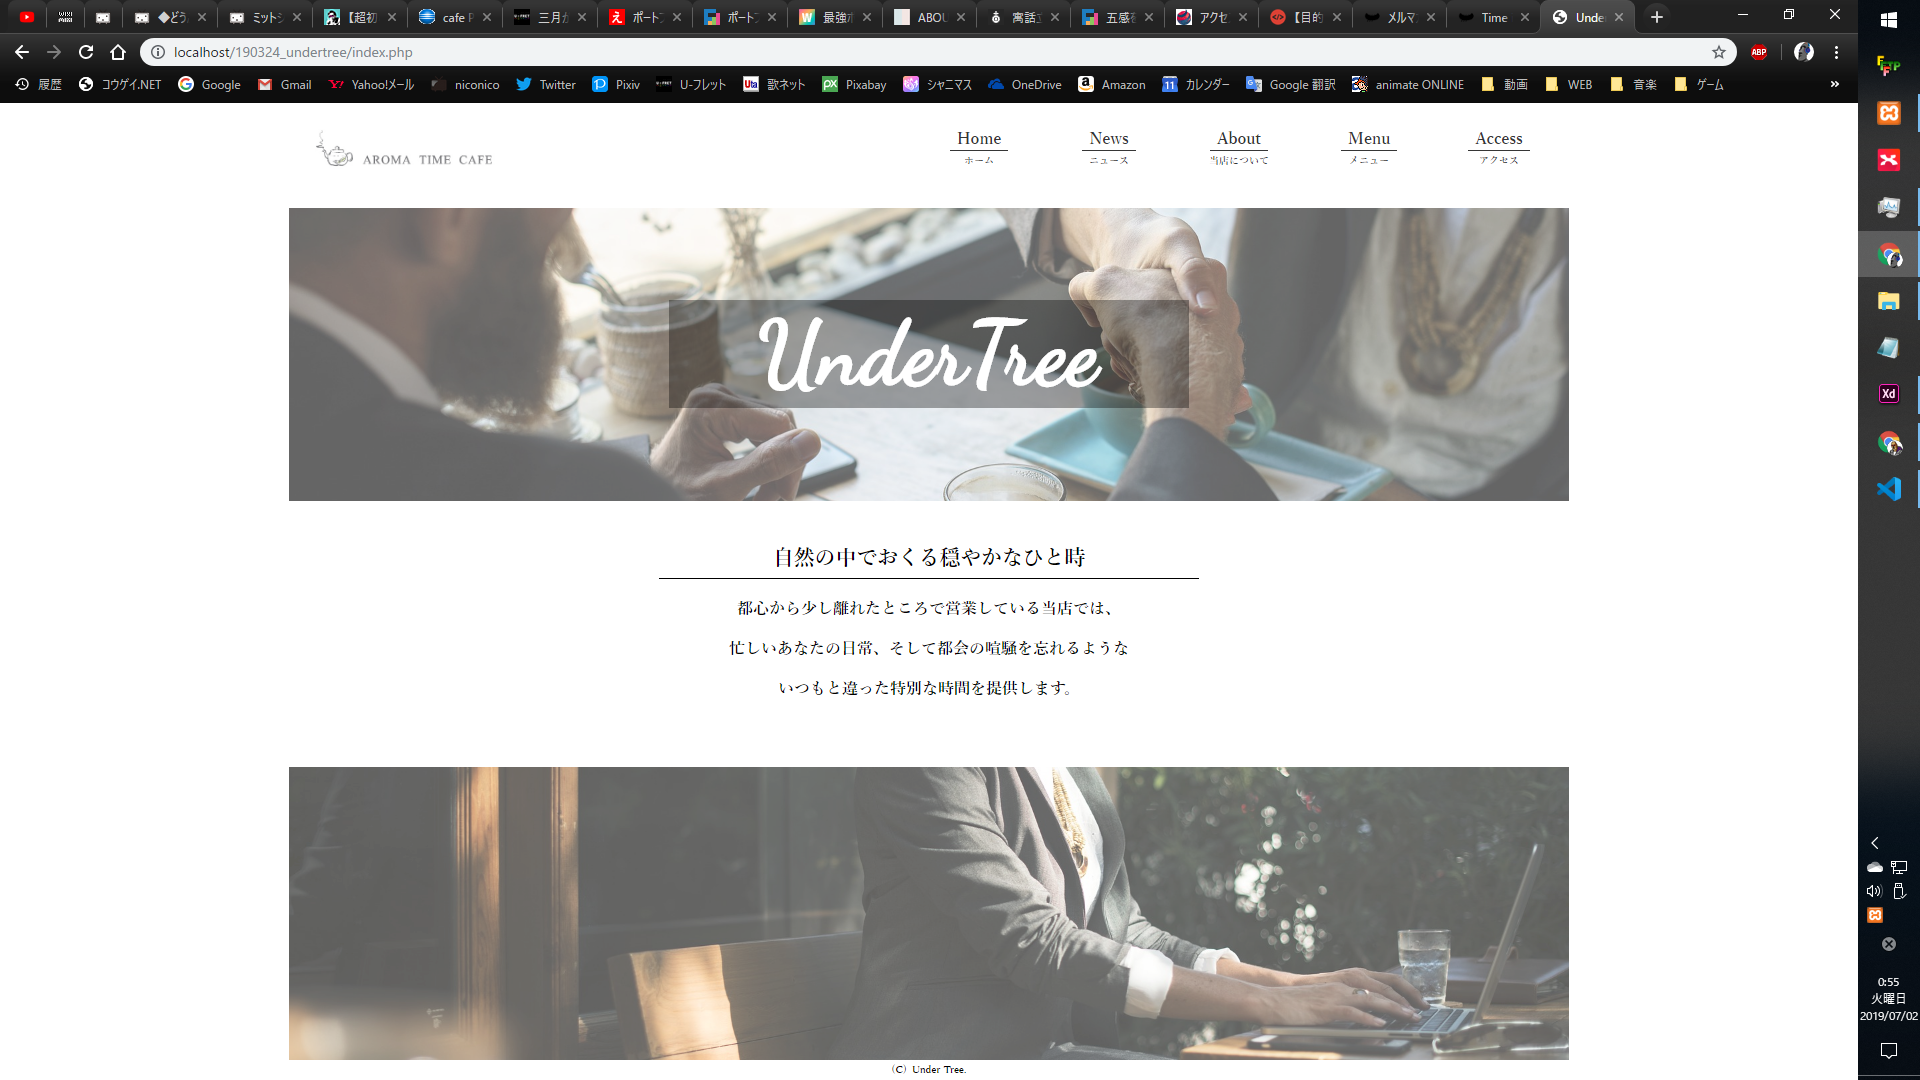 ◆どう
ミットシ
【超初
cafe P
三月か
ポートフ
ポートフ
最強ポ
ABOU
寓話立
五感を
アクセ
【目的
メルマ
Time
Unde
localhost/190324_undertree/index.php
履歴
コウゲイ.NET
Google
Gmail
Yahoo!メール
niconico
Twitter
Pixiv
U-フレット
歌ネット
Pixabay
シャニマス
OneDrive
Amazon
カレンダー
Google 翻訳
animate ONLINE
動画
WEB
音楽
ゲーム
»
AROMA TIME CAFE
Home
ホーム
News
ニュース
About
当店について
Menu
メニュー
Access
アクセス
UnderTree
自然の中でおくる穏やかなひと時
都心から少し離れたところで営業している当店では、
忙しいあなたの日常、そして都会の喧騒を忘れるような
いつもと違った特別な時間を提供します。
(C) Under Tree.
0:55
火曜日
2019/07/02